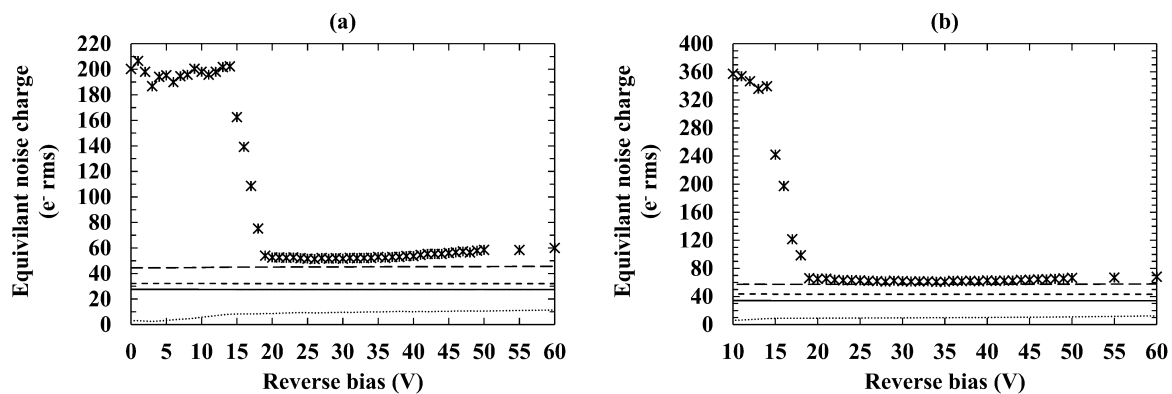 (a)
220
200
180
160
140
120
100
80
60
40
20
0
Equivilant noise charge
(e- rms)
0 5 10 15 20 25 30 35 40 45 50 55 60
Reverse bias (V)
(b)
400
360
320
280
240
200
160
120
80
40
0
Equivilant noise charge
(e- rms)
10 15 20 25 30 35 40 45 50 55 60
Reverse bias (V)